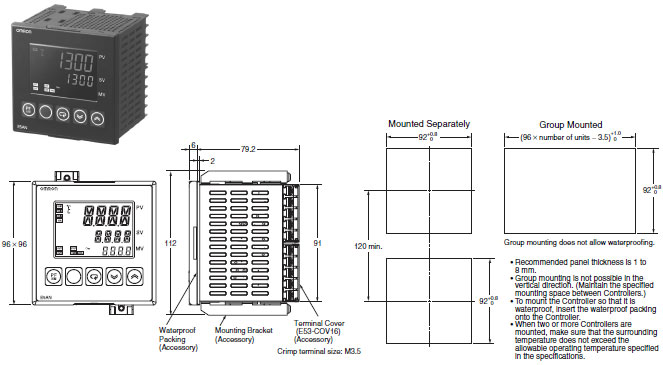 omron
1300 PV
1300 SV
MV
E5AN
Mounted Separately
92 +0.8 0
Group Mounted
(96 × number of units − 3.5) +1.0 0
6
79.2
2
omron
PV
SV
MV
E5AN
96 × 96
112
91
120 min.
92 +0.8 0
92 +0.8 0
Group mounting does not allow waterproofing.
• Recommended panel thickness is 1 to
8 mm.
• Group mounting is not possible in the
vertical direction. (Maintain the specified
mounting space between Controllers.)
• To mount the Controller so that it is
waterproof, insert the waterproof packing
onto the Controller.
• When two or more Controllers are
mounted, make sure that the surrounding
temperature does not exceed the
allowable operating temperature specified
in the specifications.
Waterproof
Packing
(Accessory)
Mounting Bracket
(Accessory)
Terminal Cover
(E53-COV16)
(Accessory)
Crimp terminal size: M3.5